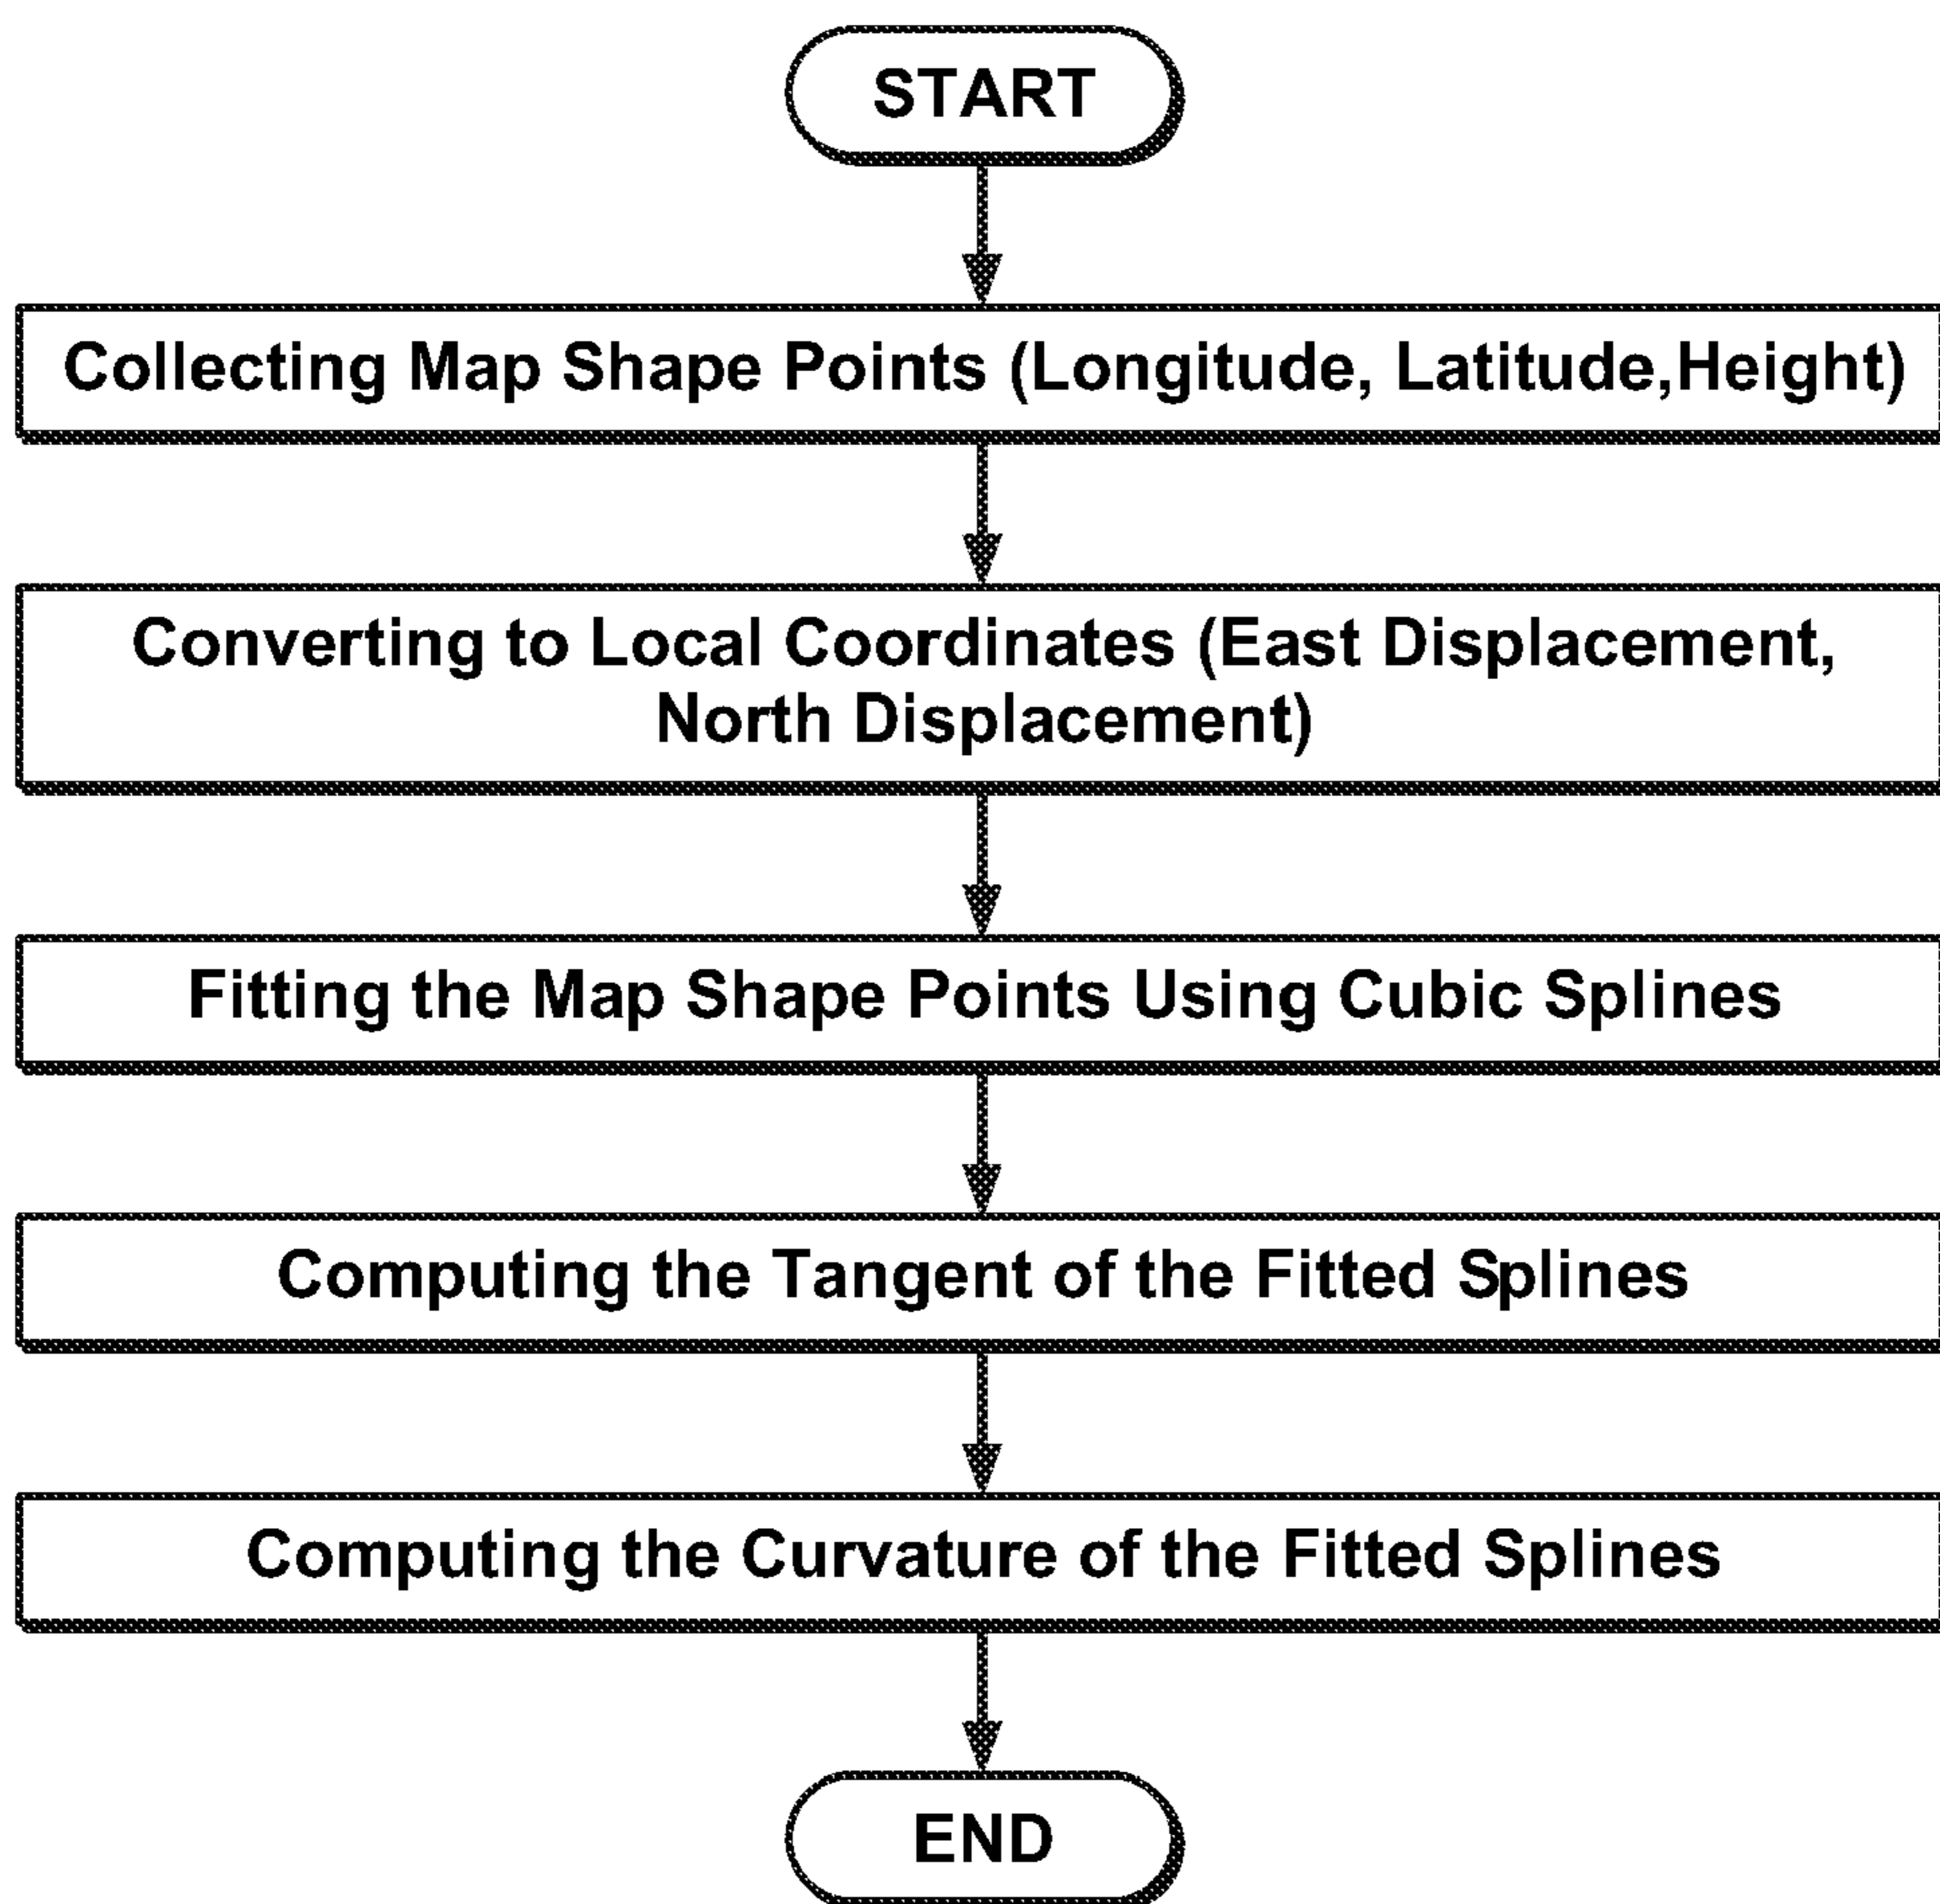 START
Collecting Map Shape Points (Longitude, Latitude,Height)
Converting to Local Coordinates (East Displacement,
North Displacement)
Fitting the Map Shape Points Using Cubic Splines
Computing the Tangent of the Fitted Splines
Computing the Curvature of the Fitted Splines
END